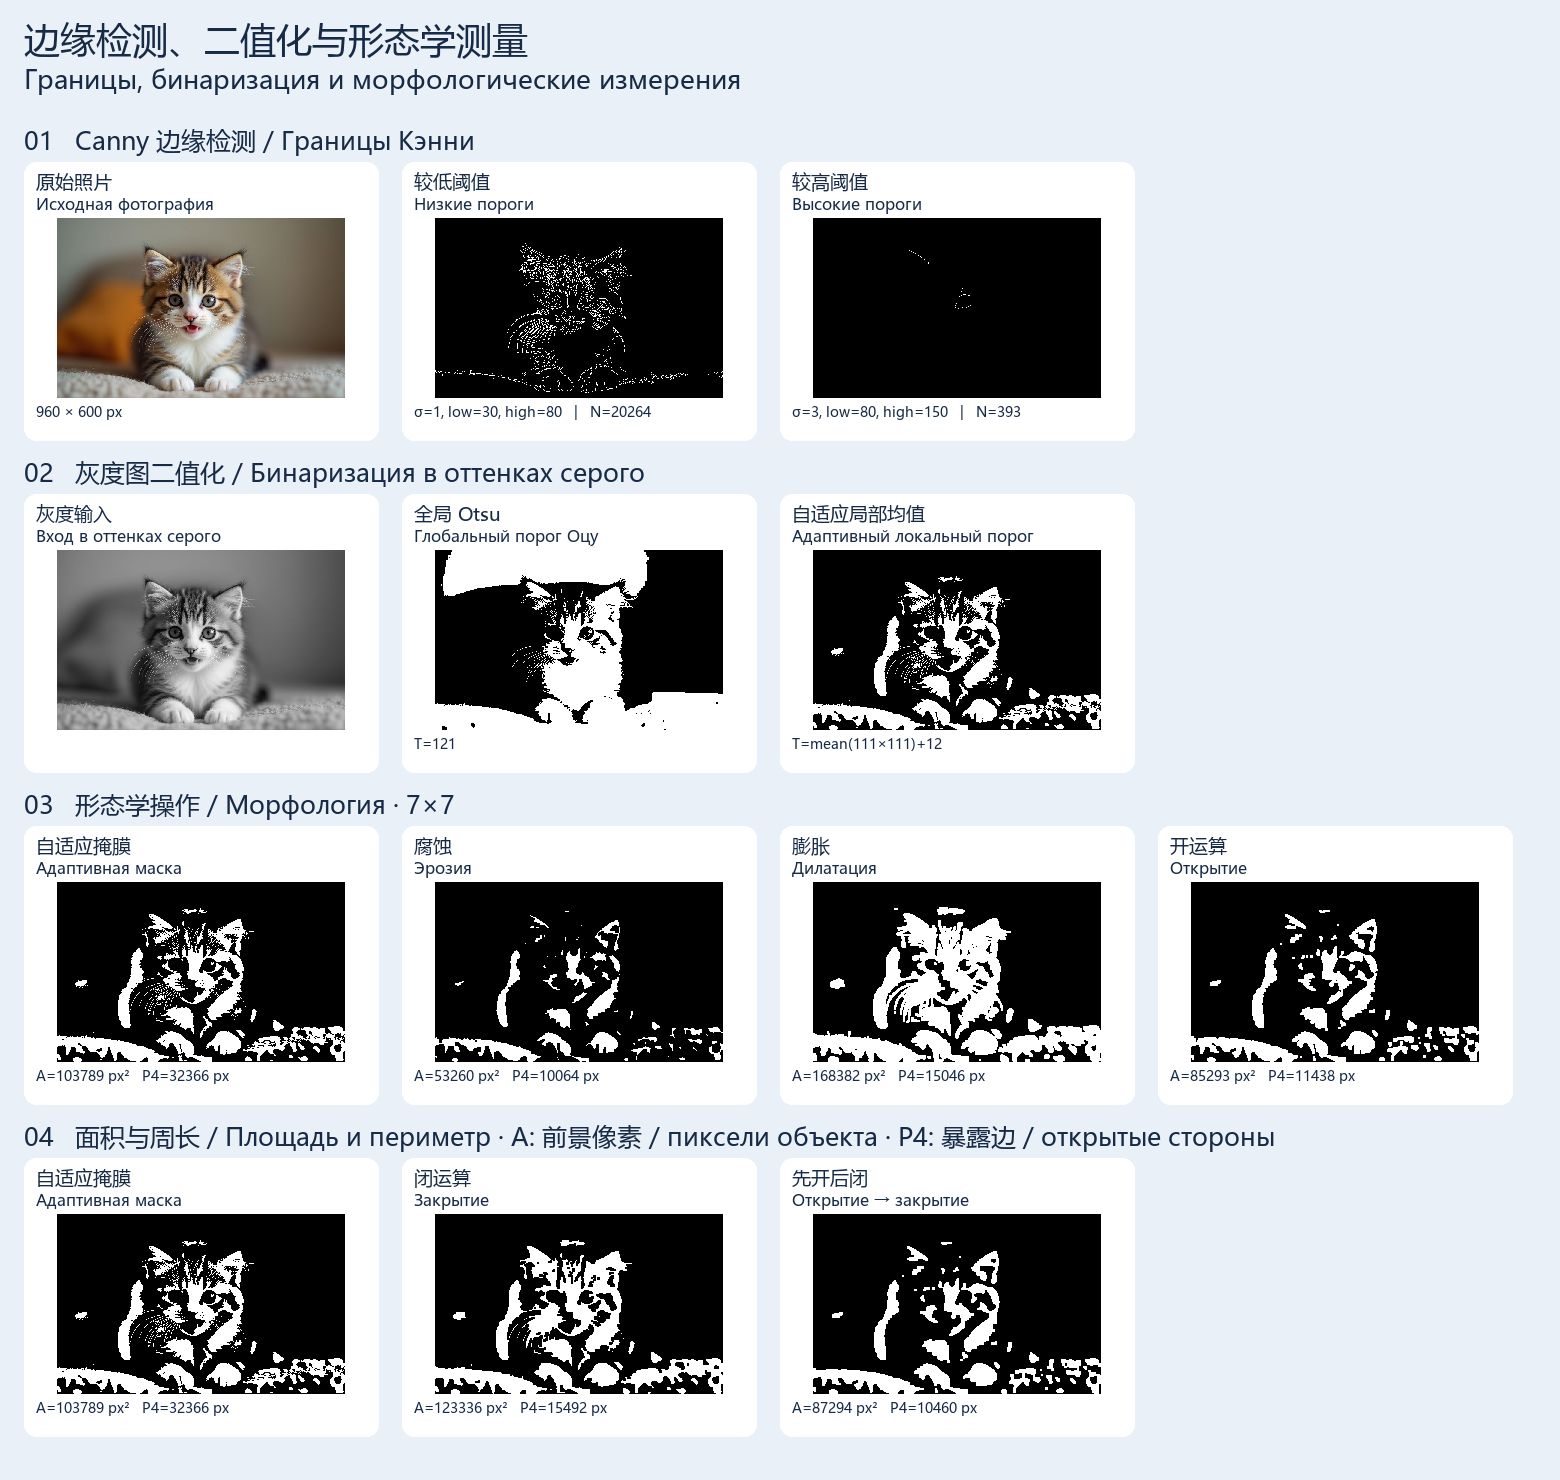 边缘检测、二值化与形态学测量
Границы, бинаризация и морфологические измерения
01 Canny 边缘检测 / Границы Кэнни
原始照片
Исходная фотография
960 × 600 px
较低阈值
Низкие пороги
σ=1, low=30, high=80 | N=20264
较高阈值
Высокие пороги
σ=3, low=80, high=150 | N=393
02 灰度图二值化 / Бинаризация в оттенках серого
灰度输入
Вход в оттенках серого
全局 Otsu
Глобальный порог Оцу
T=121
自适应局部均值
Адаптивный локальный порог
T=mean(111×111)+12
03 形态学操作 / Морфология · 7×7
自适应掩膜
Адаптивная маска
A=103789 px² P4=32366 px
腐蚀
Эрозия
A=53260 px² P4=10064 px
膨胀
Дилатация
A=168382 px² P4=15046 px
开运算
Открытие
A=85293 px² P4=11438 px
04 面积与周长 / Площадь и периметр · A: 前景像素 / пиксели объекта · P4: 暴露边 / открытые стороны
自适应掩膜
Адаптивная маска
A=103789 px² P4=32366 px
闭运算
Закрытие
A=123336 px² P4=15492 px
先开后闭
Открытие → закрытие
A=87294 px² P4=10460 px